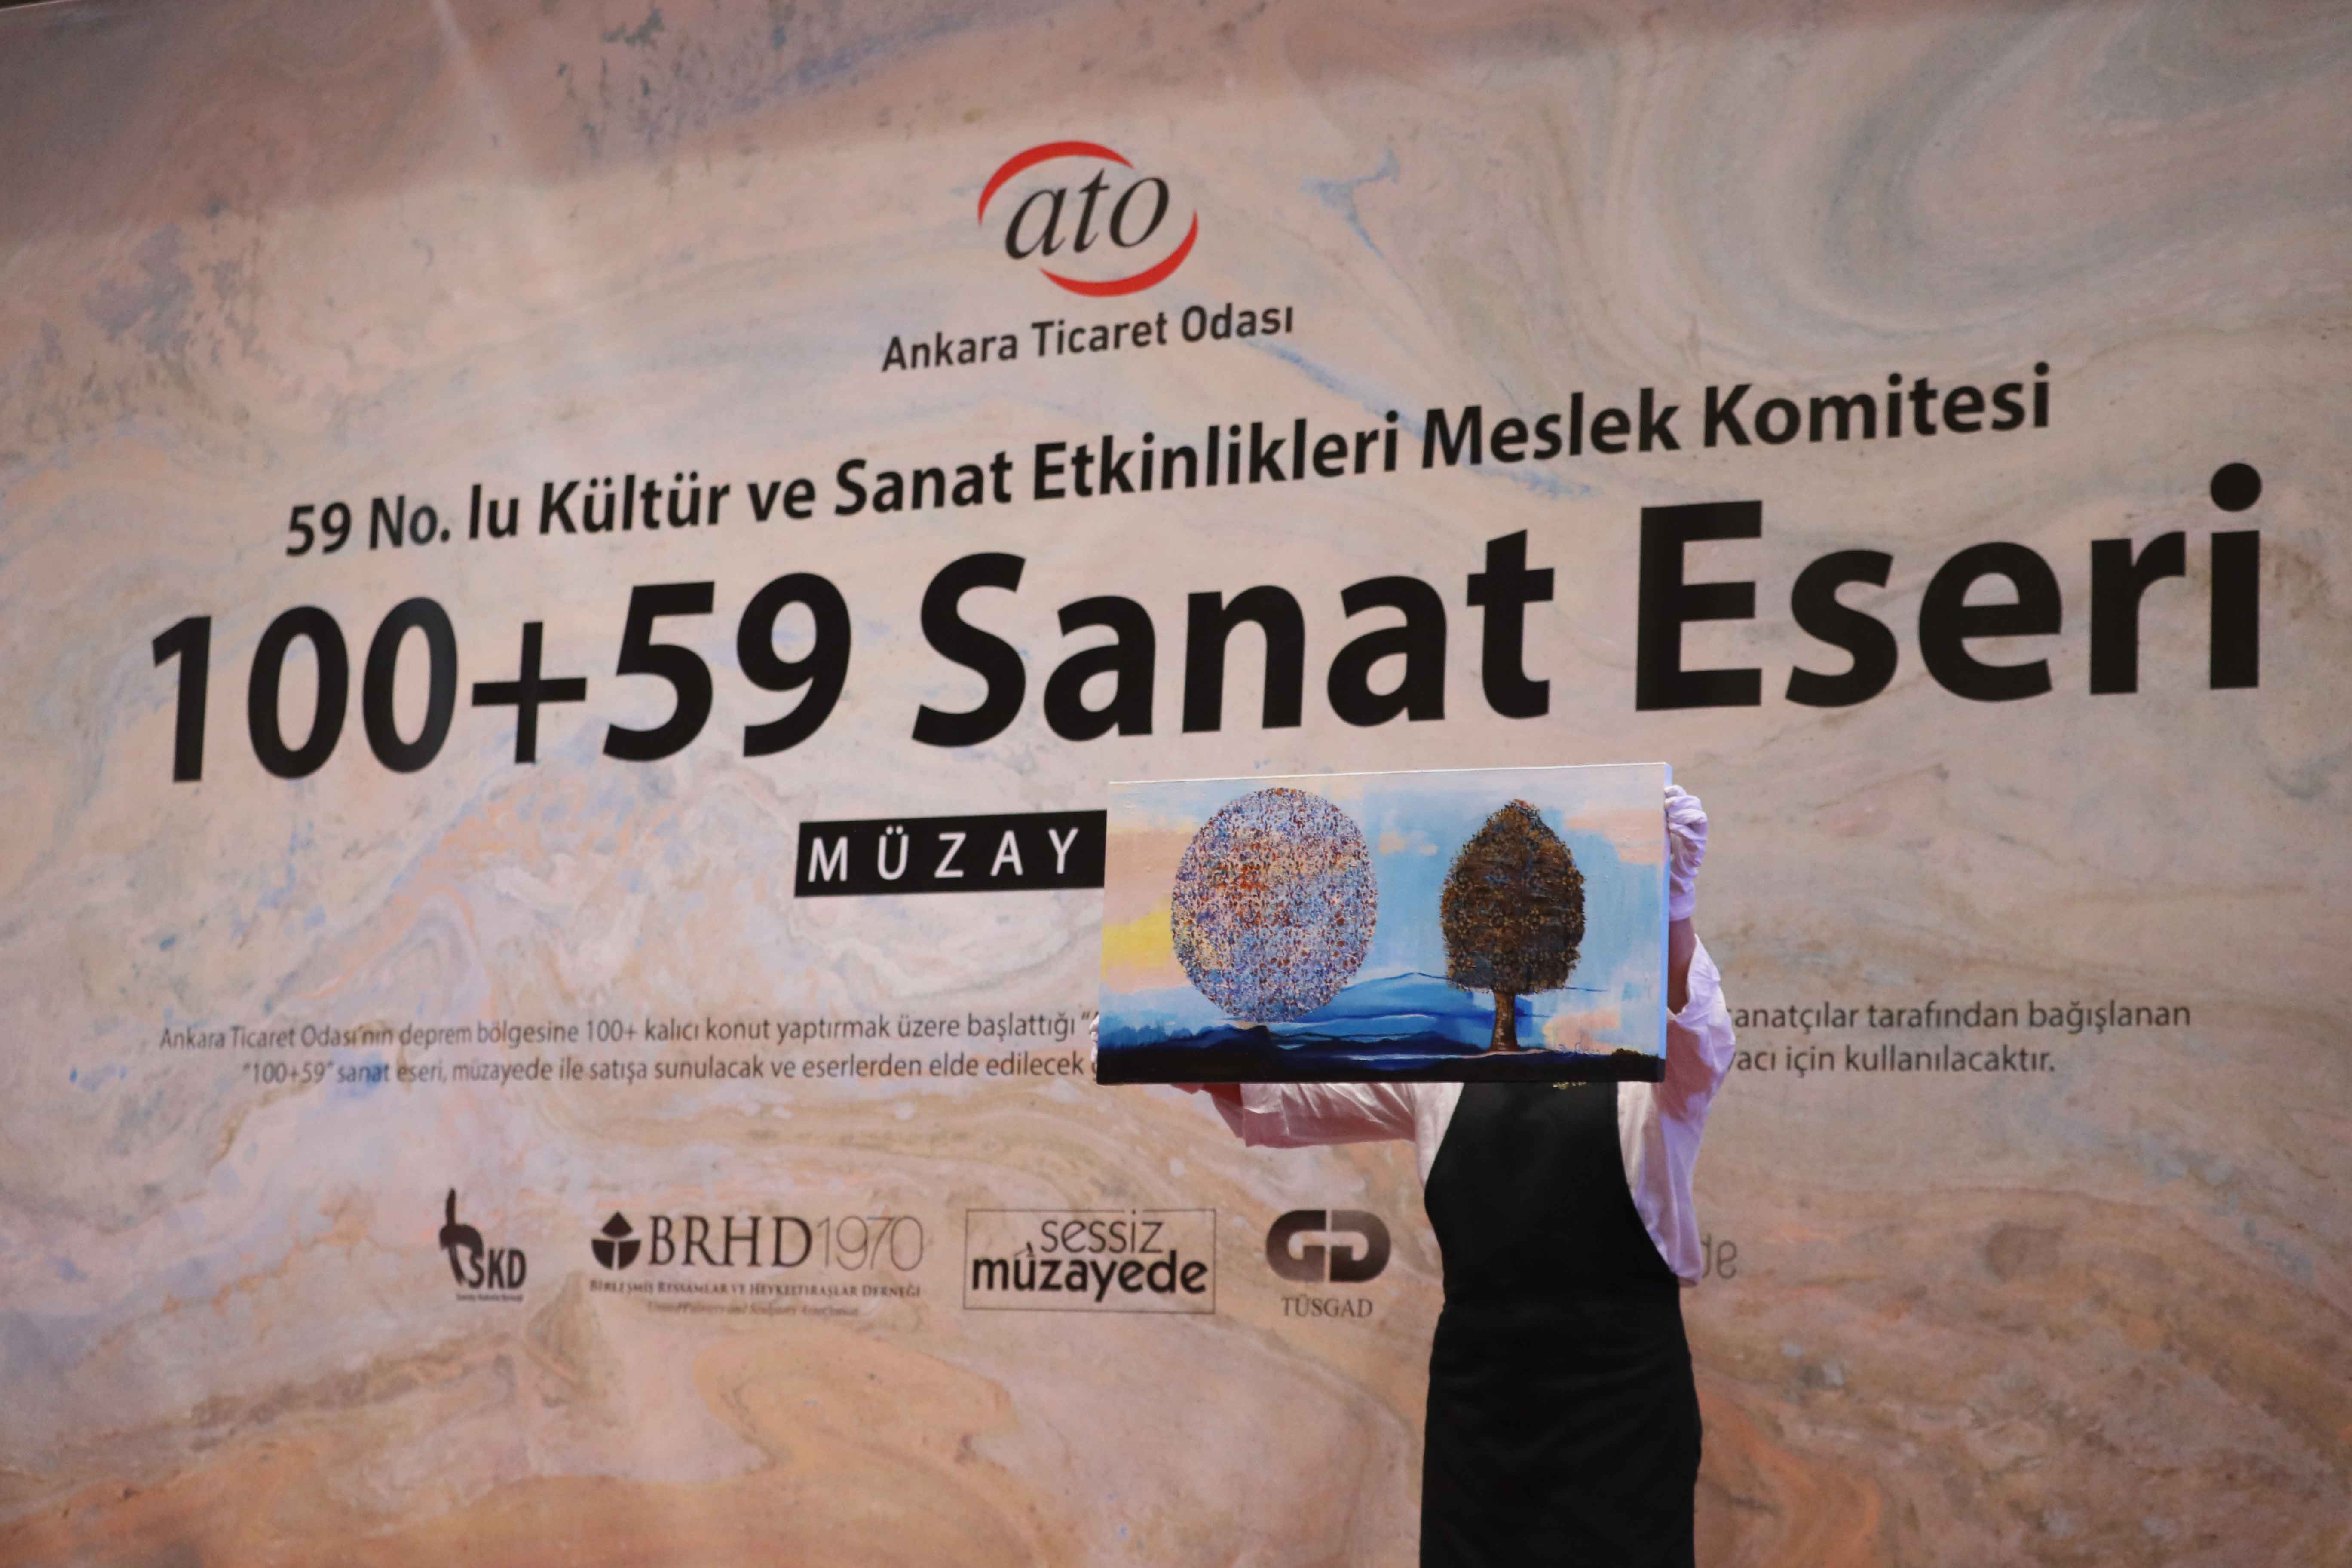 ato
Ankara Ticaret Odası
59 No. lu Kültür ve Sanat Etkinlikleri Meslek Komitesi
100+59 Sanat Eseri
MÜZAY
Ankara Ticaret Odası'nın deprem bölgesine 100+ kalıcı konut yaptırmak üzere başlattığı “ anatçılar tarafından bağışlanan
“100+59” sanat eseri, müzayede ile satışa sunulacak ve eserlerden elde edilecek yacı için kullanılacaktır.
SKD
BRHD1970
BİRLEŞMİŞ RESSAMLAR VE HEYKELTIRAŞLAR DERNEĞİ
sessiz
müzayede
GD
TÜSGAD